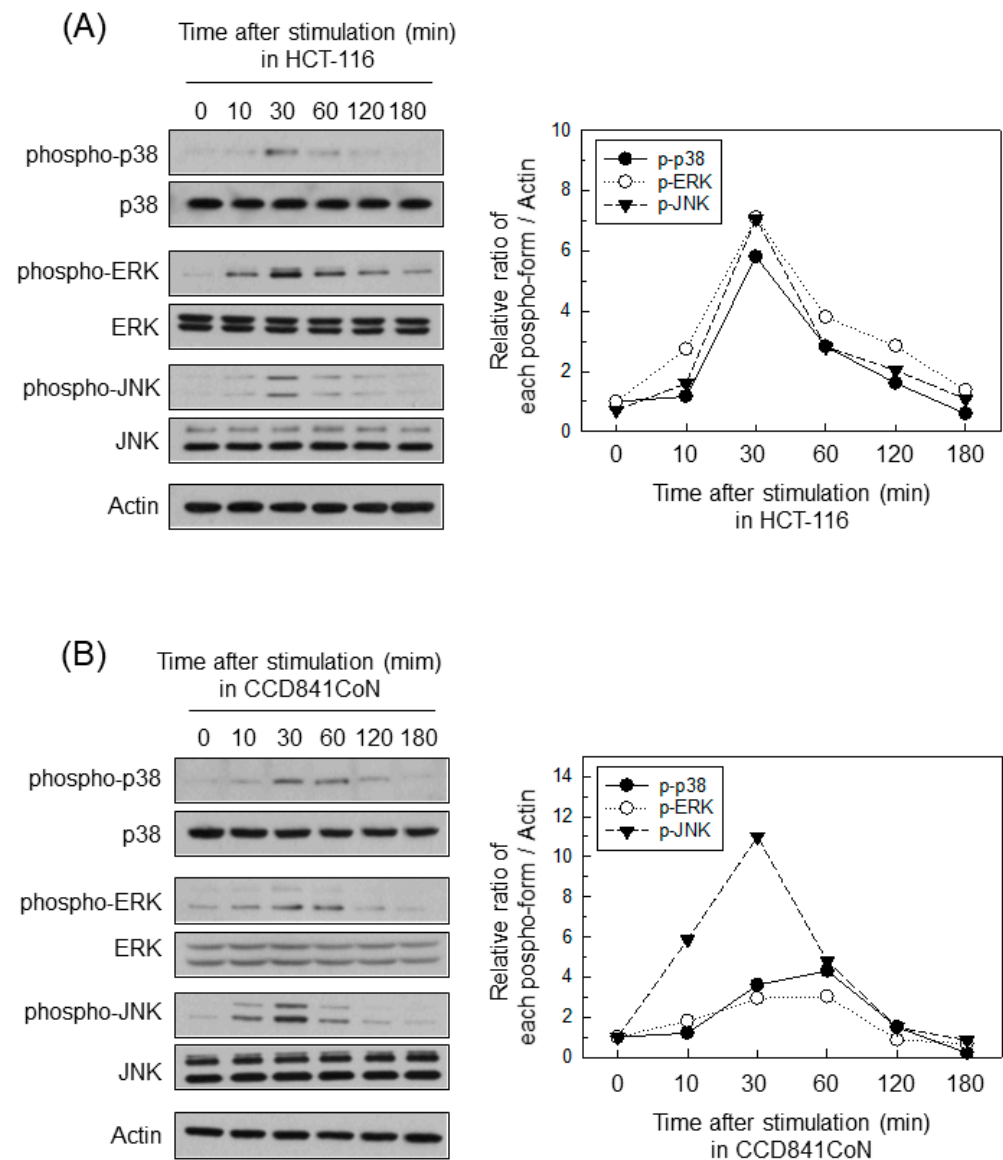 (A)
Time after stimulation (min)
in HCT-116
0 10 30 60 120 180
phospho-p38
p38
phospho-ERK
ERK
phospho-JNK
JNK
Actin
10
8
6
4
2
0
Relative ratio of
each pospho-form / Actin
p-p38
p-ERK
p-JNK
0 10 30 60 120 180
Time after stimulation (min)
in HCT-116
(B)
Time after stimulation (mim)
in CCD841CoN
0 10 30 60 120 180
phospho-p38
p38
phospho-ERK
ERK
phospho-JNK
JNK
Actin
14
12
10
8
6
4
2
0
Relative ratio of
each pospho-form / Actin
p-p38
p-ERK
p-JNK
0 10 30 60 120 180
Time after stimulation (min)
in CCD841CoN